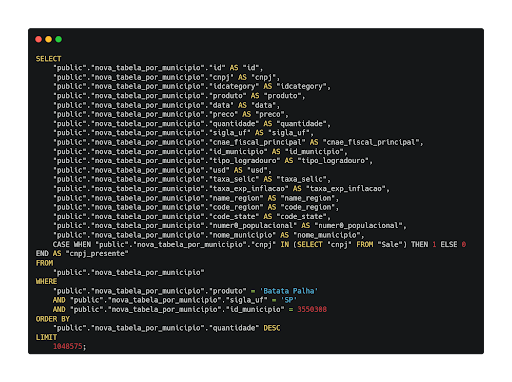 SELECT
"public"."nova_tabela_por_municipio"."id" AS "id",
"public"."nova_tabela_por_municipio"."cnpj" AS "cnpj",
"public"."nova_tabela_por_municipio"."idcategory" AS "idcategory",
"public"."nova_tabela_por_municipio"."produto" AS "produto",
"public"."nova_tabela_por_municipio"."data" AS "data",
"public"."nova_tabela_por_municipio"."preco" AS "preco",
"public"."nova_tabela_por_municipio"."quantidade" AS "quantidade",
"public"."nova_tabela_por_municipio"."sigla_uf" AS "sigla_uf",
"public"."nova_tabela_por_municipio"."cnae_fiscal_principal" AS "cnae_fiscal_principal",
"public"."nova_tabela_por_municipio"."id_municipio" AS "id_municipio",
"public"."nova_tabela_por_municipio"."tipo_logradouro" AS "tipo_logradouro",
"public"."nova_tabela_por_municipio"."usd" AS "usd",
"public"."nova_tabela_por_municipio"."taxa_selic" AS "taxa_selic",
"public"."nova_tabela_por_municipio"."taxa_exp_inflacao" AS "taxa_exp_inflacao",
"public"."nova_tabela_por_municipio"."name_region" AS "name_region",
"public"."nova_tabela_por_municipio"."code_region" AS "code_region",
"public"."nova_tabela_por_municipio"."code_state" AS "code_state",
"public"."nova_tabela_por_municipio"."numer0_populacional" AS "numer0_populacional",
"public"."nova_tabela_por_municipio"."nome_municipio" AS "nome_municipio",
CASE WHEN "public"."nova_tabela_por_municipio"."cnpj" IN (SELECT "cnpj" FROM "Sale") THEN 1 ELSE 0
END AS "cnpj_presente"
FROM
"public"."nova_tabela_por_municipio"
WHERE
"public"."nova_tabela_por_municipio"."produto" = 'Batata Palha'
AND "public"."nova_tabela_por_municipio"."sigla_uf" = 'SP'
AND "public"."nova_tabela_por_municipio"."id_municipio" = 3550308
ORDER BY
"public"."nova_tabela_por_municipio"."quantidade" DESC
LIMIT
1048575;